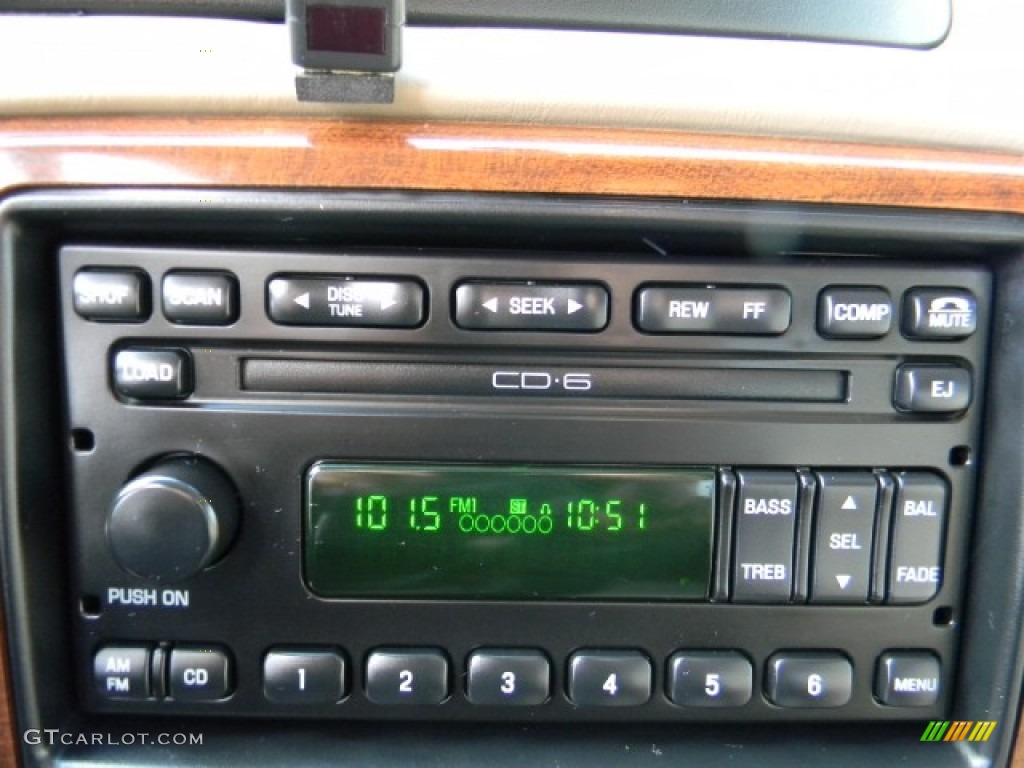 SHUF SCAN ◄ DISC TUNE ► ◄ SEEK ► REW FF COMP MUTE
LOAD CD·6 EJ
101.5 FM1 ST 10:51
BASS ▲ BAL
SEL
TREB ▼ FADE
PUSH ON
AM FM CD 1 2 3 4 5 6 MENU
GTCARLOT.COM